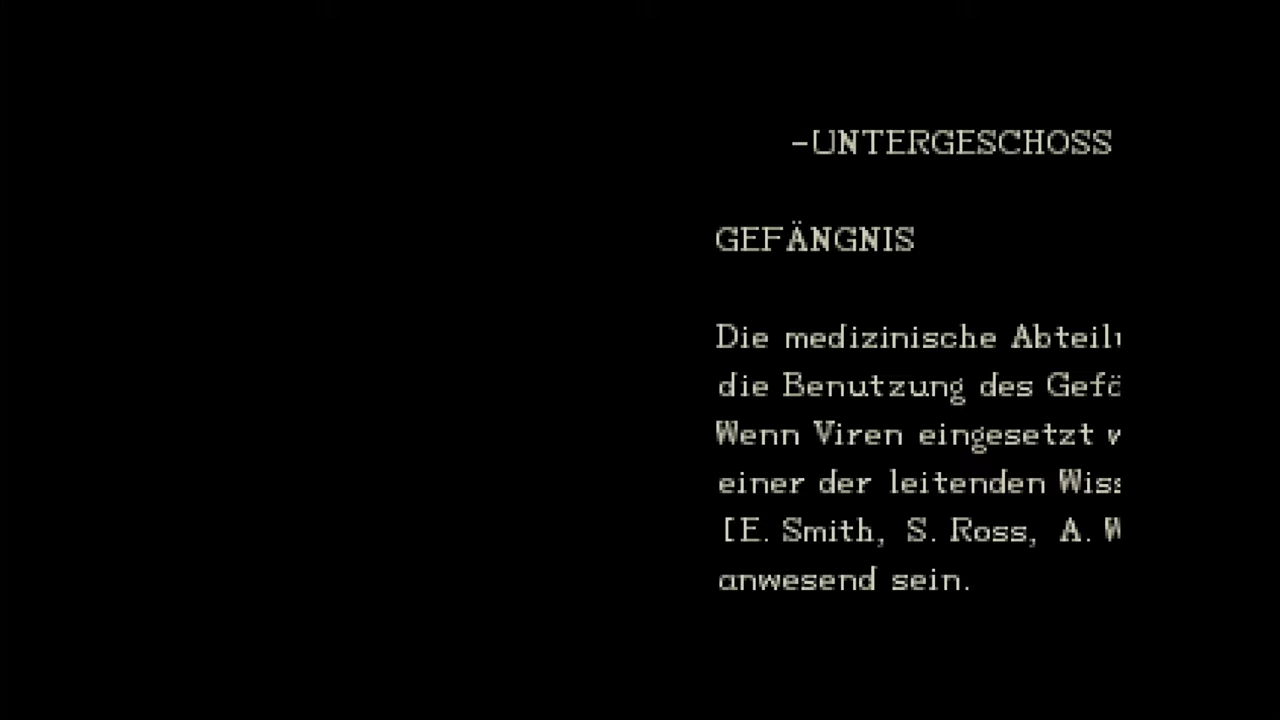 -UNTERGESCHOSS
GEFÄNGNIS
Die medizinische
die Benutzung des
Wenn Viren eingesetzt
einer der leitenden
[E. Smith, S. Ross, A.
anwesend sein.